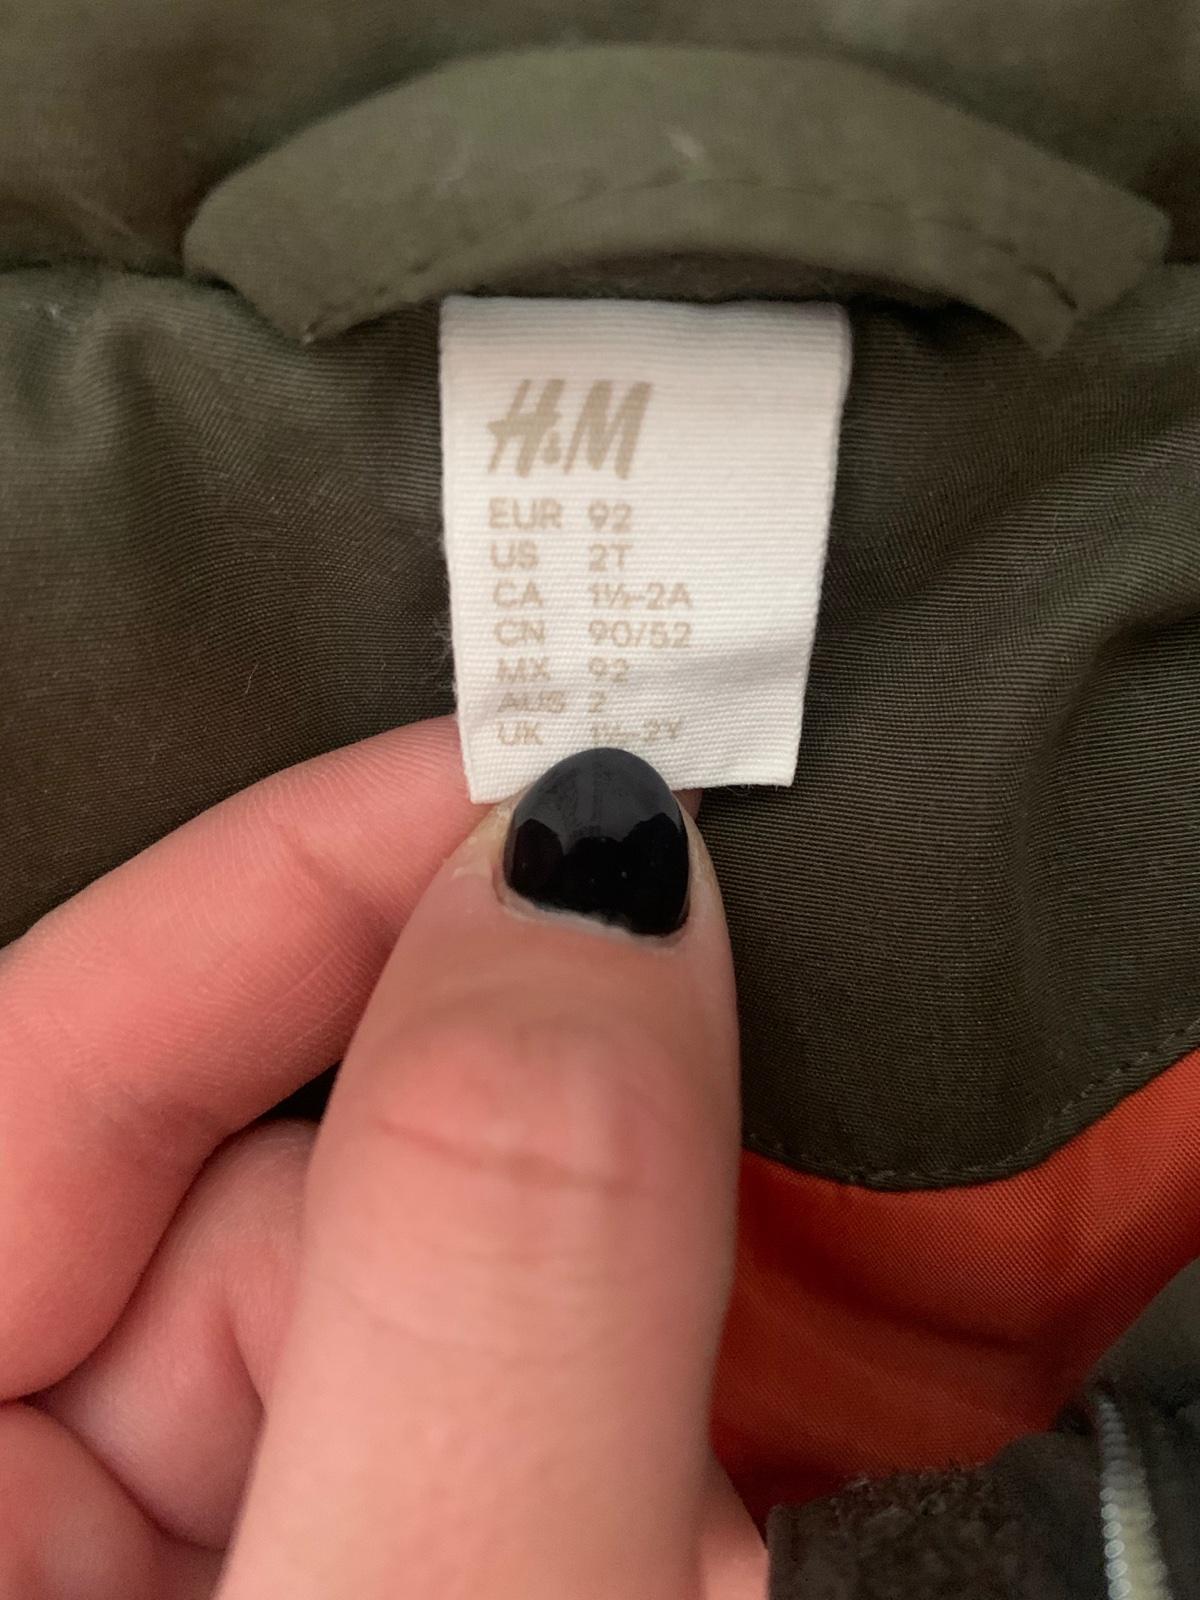 H&M
EUR 92
US 2T
CA 1½-2A
CN 90/52
MX 92
AUS 2
UK 1½-2Y